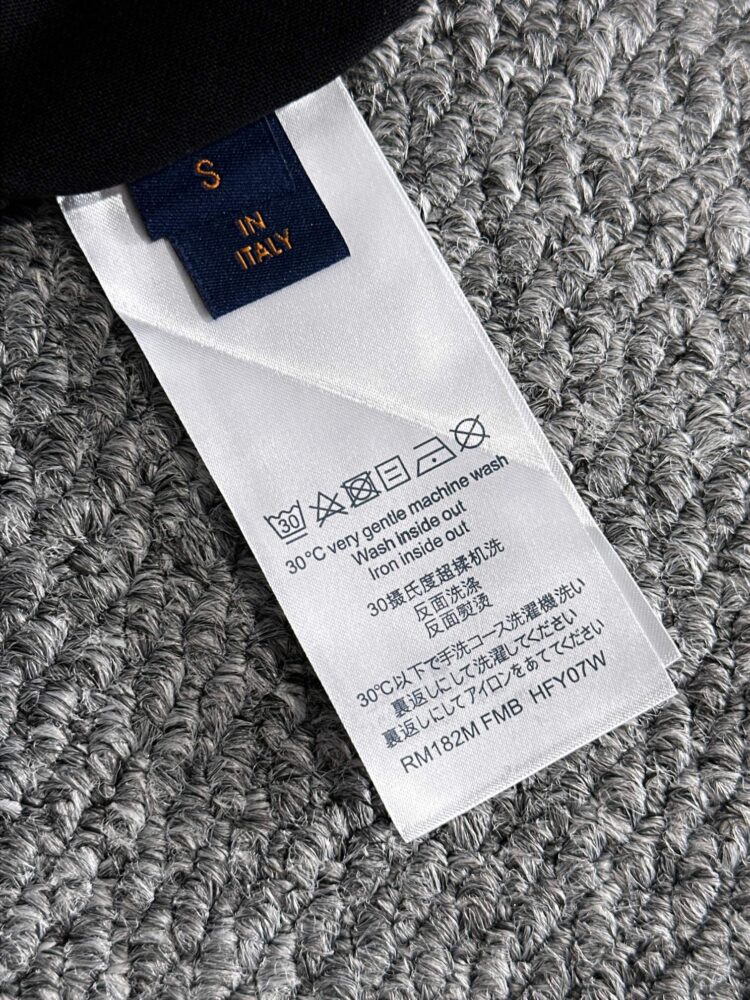 S
IN
ITALY
30
30°C very gentle machine wash
Wash inside out
Iron inside out
30摄氏度超揉机洗
反面洗涤
反面熨烫
30℃以下で手洗コース洗濯機洗い
裏返しにして洗濯してください
裏返しにしてアイロンをあててください
RM182M FMB HFY07W